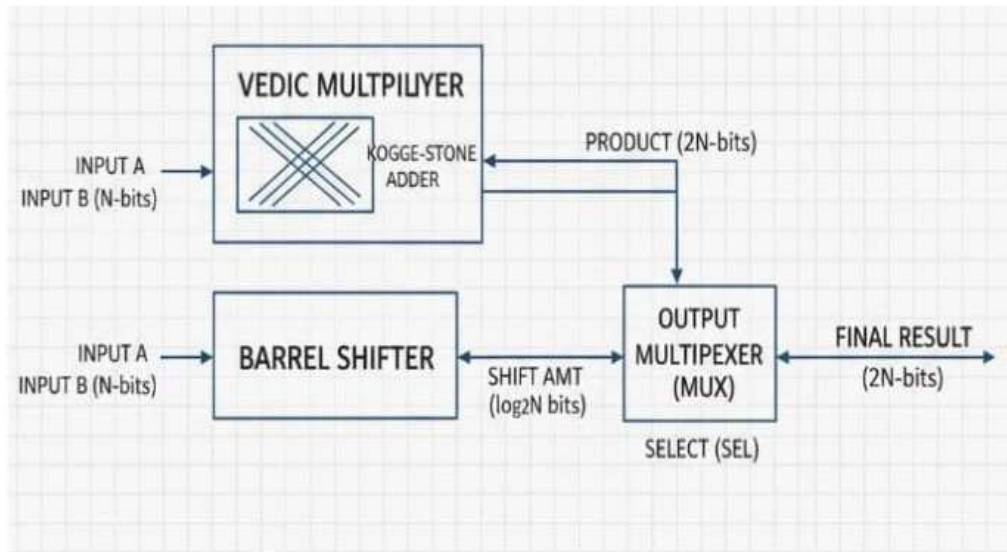 VEDIC MULTPILIYER
KOGGE-STONE
ADDER
INPUT A
INPUT B (N-bits)
PRODUCT (2N-bits)
INPUT A
INPUT B (N-bits)
BARREL SHIFTER
SHIFT AMT
(log2N bits)
OUTPUT
MULTIPEXER
(MUX)
SELECT (SEL)
FINAL RESULT
(2N-bits)